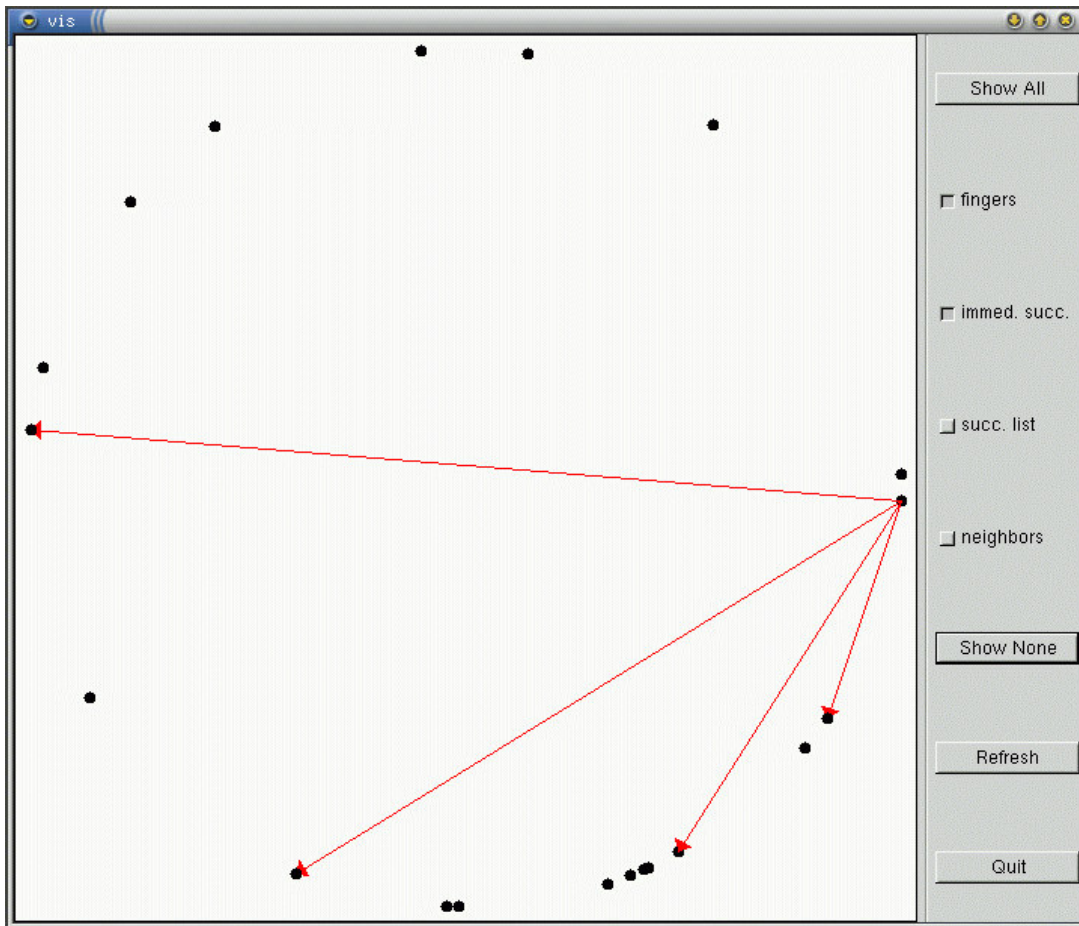 vis
Show All
fingers
immed. succ.
succ. list
neighbors
Show None
Refresh
Quit